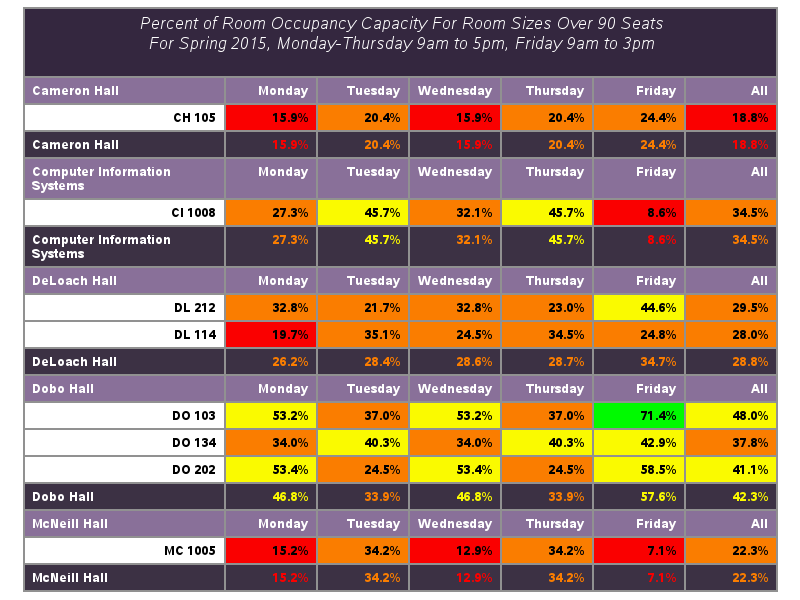 Percent of Room Occupancy Capacity For Room Sizes Over 90 Seats
For Spring 2015, Monday-Thursday 9am to 5pm, Friday 9am to 3pm
Cameron Hall Monday Tuesday Wednesday Thursday Friday All
CH 105 15.9% 20.4% 15.9% 20.4% 24.4% 18.8%
Cameron Hall 15.9% 20.4% 15.9% 20.4% 24.4% 18.8%
Computer Information Monday Tuesday Wednesday Thursday Friday All
Systems
CI 1008 27.3% 45.7% 32.1% 45.7% 8.6% 34.5%
Computer Information 27.3% 45.7% 32.1% 45.7% 8.6% 34.5%
Systems
DeLoach Hall Monday Tuesday Wednesday Thursday Friday All
DL 212 32.8% 21.7% 32.8% 23.0% 44.6% 29.5%
DL 114 19.7% 35.1% 24.5% 34.5% 24.8% 28.0%
DeLoach Hall 26.2% 28.4% 28.6% 28.7% 34.7% 28.8%
Dobo Hall Monday Tuesday Wednesday Thursday Friday All
DO 103 53.2% 37.0% 53.2% 37.0% 71.4% 48.0%
DO 134 34.0% 40.3% 34.0% 40.3% 42.9% 37.8%
DO 202 53.4% 24.5% 53.4% 24.5% 58.5% 41.1%
Dobo Hall 46.8% 33.9% 46.8% 33.9% 57.6% 42.3%
McNeill Hall Monday Tuesday Wednesday Thursday Friday All
MC 1005 15.2% 34.2% 12.9% 34.2% 7.1% 22.3%
McNeill Hall 15.2% 34.2% 12.9% 34.2% 7.1% 22.3%